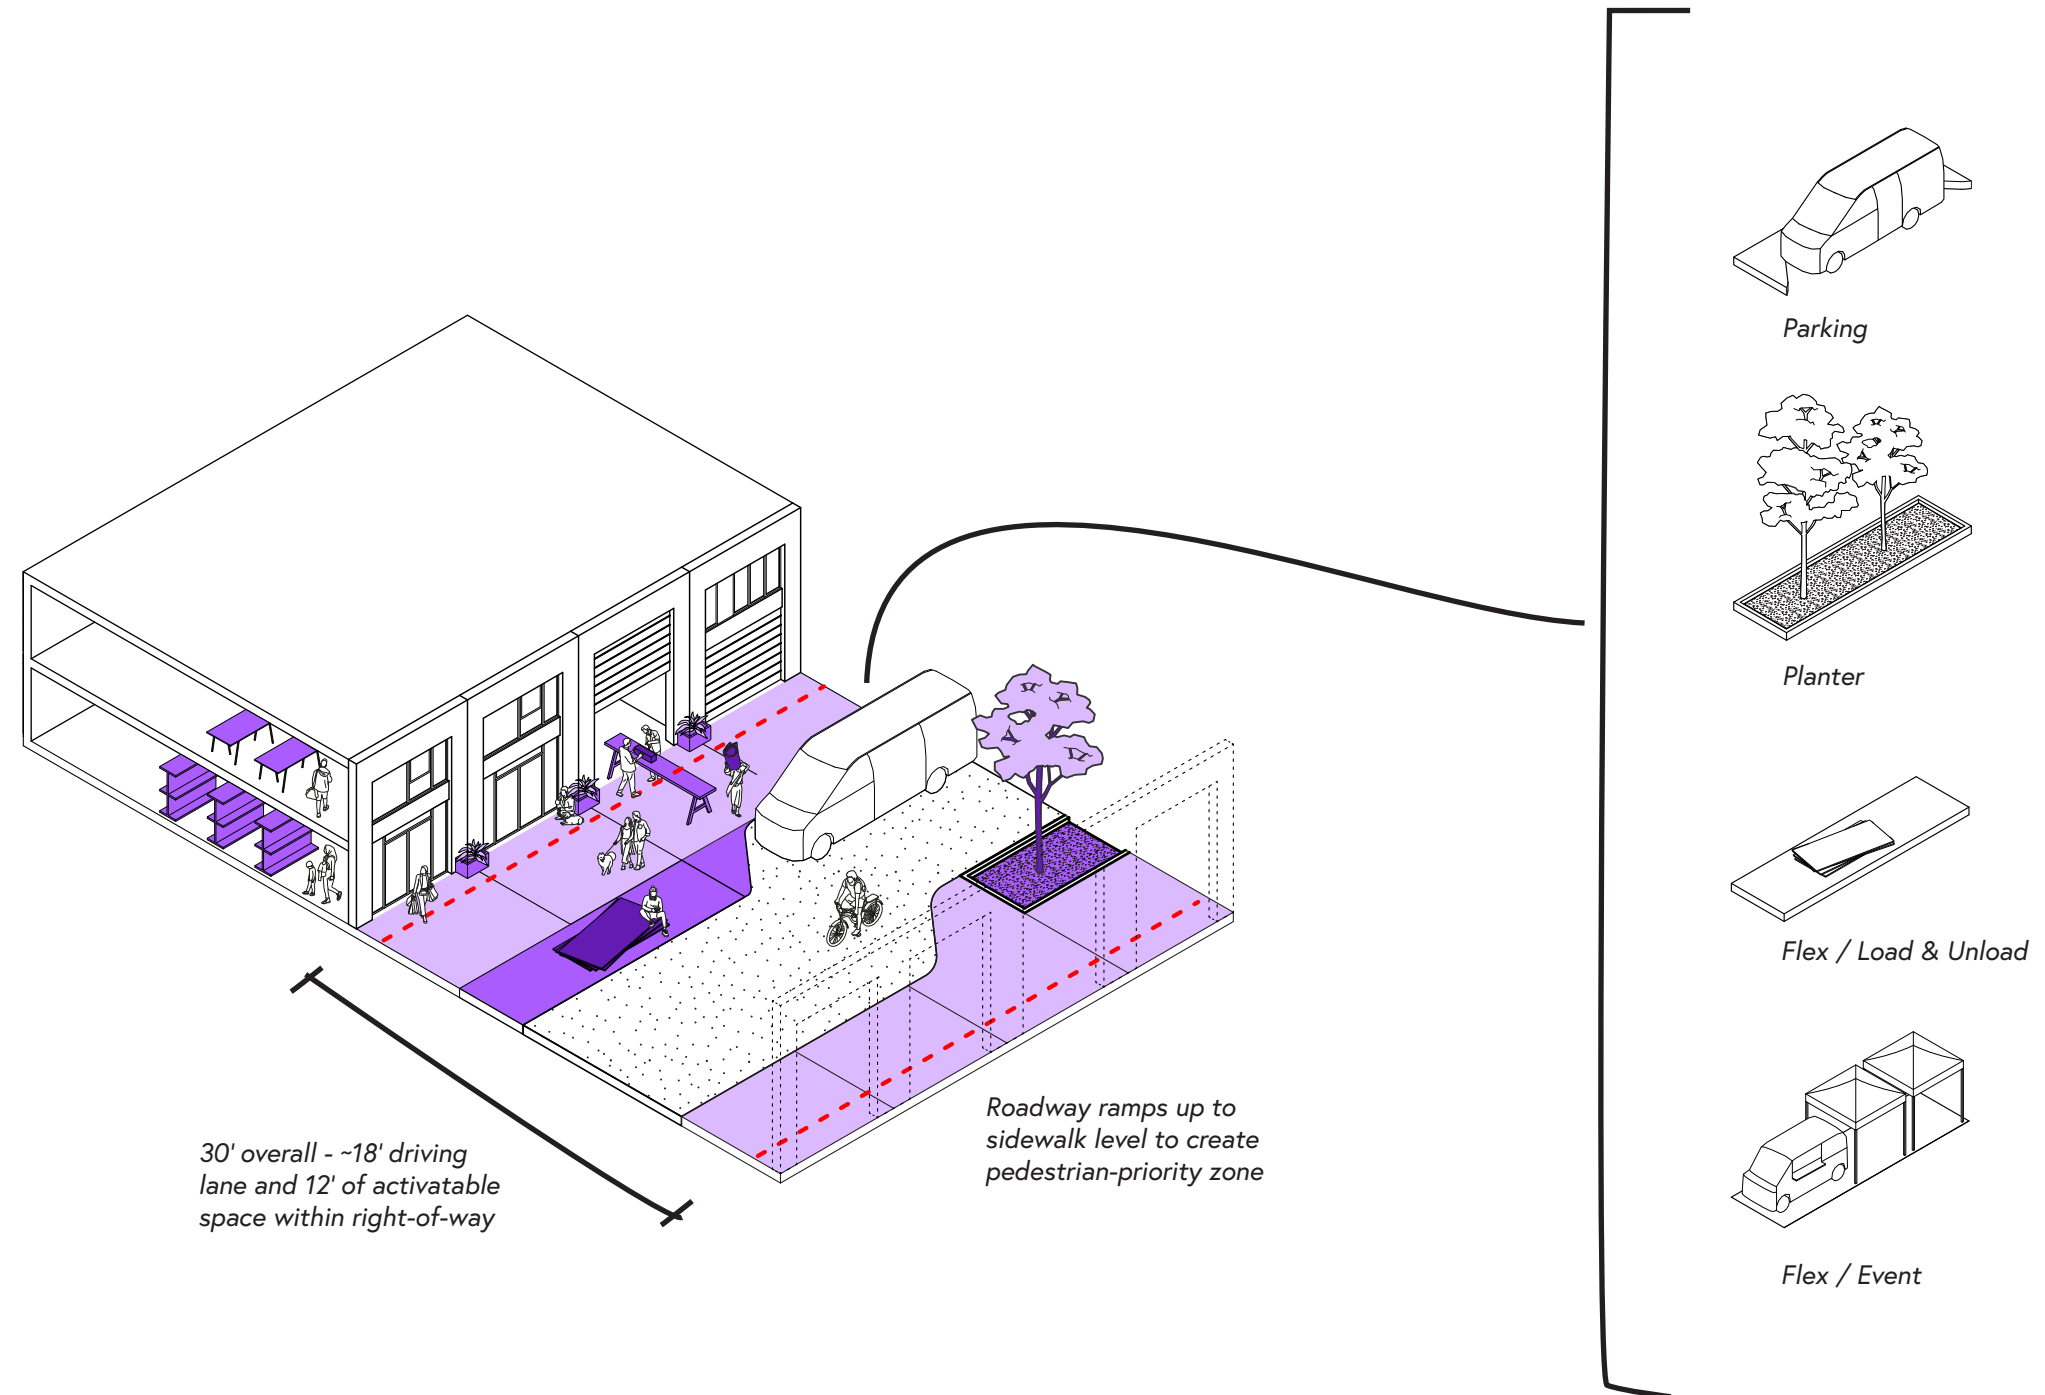 Parking
Planter
Flex / Load & Unload
Flex / Event
Roadway ramps up to
sidewalk level to create
pedestrian-priority zone
30' overall - ~18' driving
lane and 12' of activatable
space within right-of-way